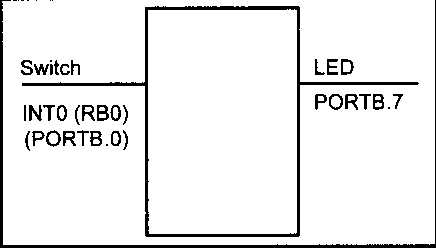 Switch
INT0 (RB0)
(PORTB.0)
LED
PORTB.7